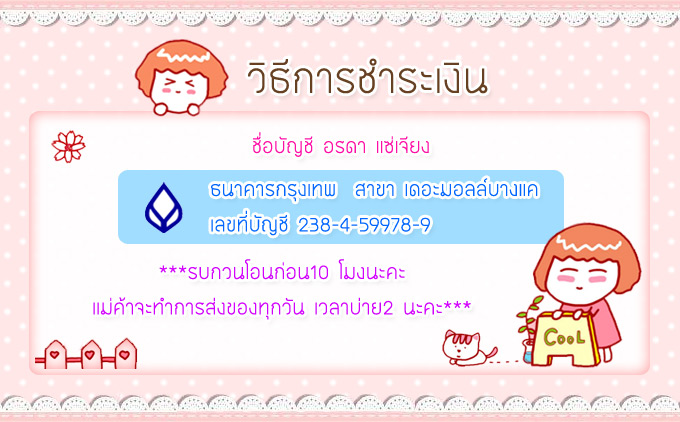 วิธีการชำระเงิน
ชื่อบัญชี อรดา แซ่เจียง
ธนาคารกรุงเทพ สาขา เดอะมอลล์บางแค
เลขที่บัญชี 238-4-59978-9
***รบกวนโอนก่อน10 โมงนะคะ
แม่ค้าจะทำการส่งของทุกวัน เวลาบ่าย2 นะคะ***
COOL